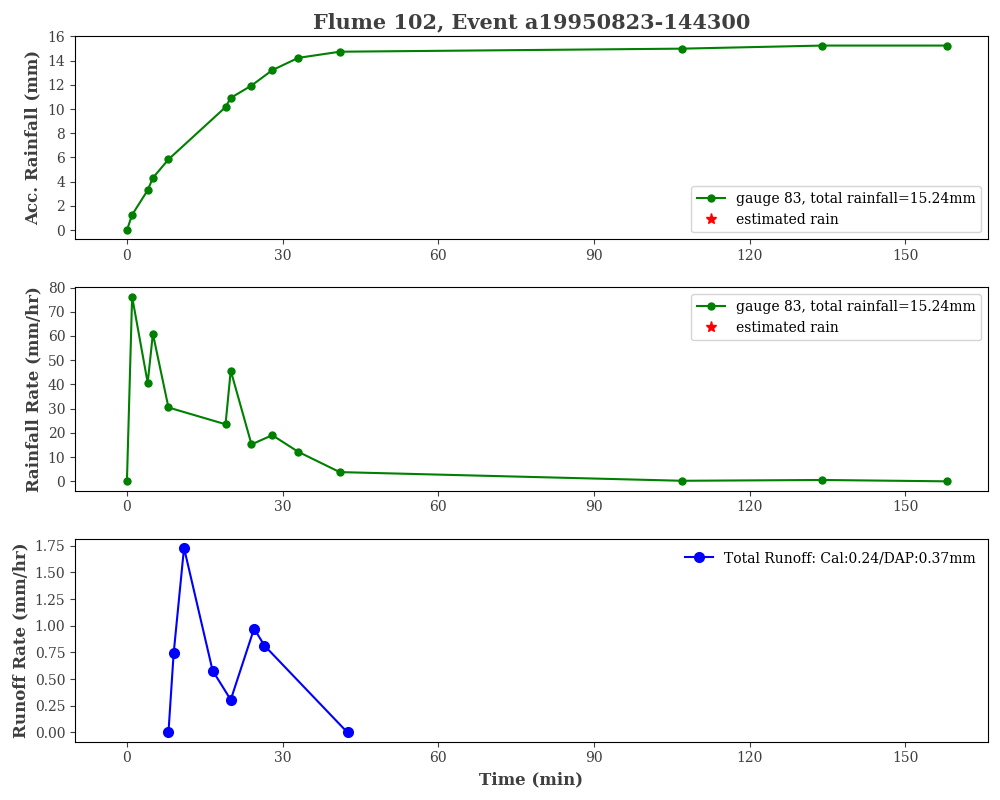 Flume 102, Event a19950823-144300
Acc. Rainfall (mm)
16
14
12
10
8
6
4
2
0
gauge 83, total rainfall=15.24mm
estimated rain
0 30 60 90 120 150
Rainfall Rate (mm/hr)
80
70
60
50
40
30
20
10
0
gauge 83, total rainfall=15.24mm
estimated rain
0 30 60 90 120 150
Runoff Rate (mm/hr)
1.75
1.50
1.25
1.00
0.75
0.50
0.25
0.00
Total Runoff: Cal:0.24/DAP:0.37mm
0 30 60 90 120 150
Time (min)